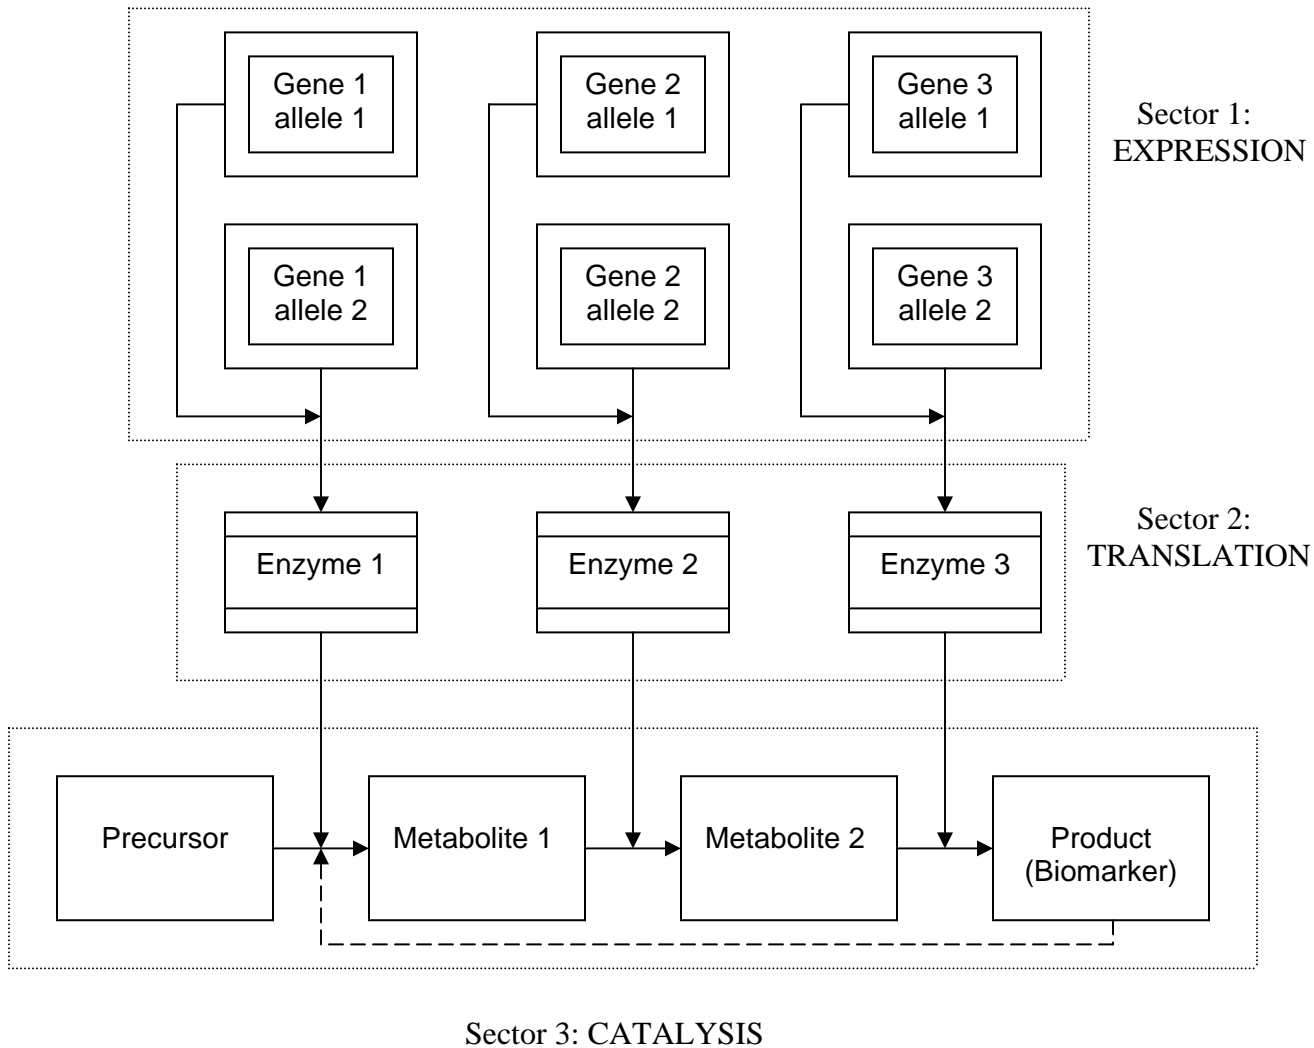 Gene 1
allele 1
Gene 2
allele 1
Gene 3
allele 1
Sector 1:
EXPRESSION
Gene 1
allele 2
Gene 2
allele 2
Gene 3
allele 2
Enzyme 1
Enzyme 2
Enzyme 3
Sector 2:
TRANSLATION
Precursor
Metabolite 1
Metabolite 2
Product
(Biomarker)
Sector 3: CATALYSIS